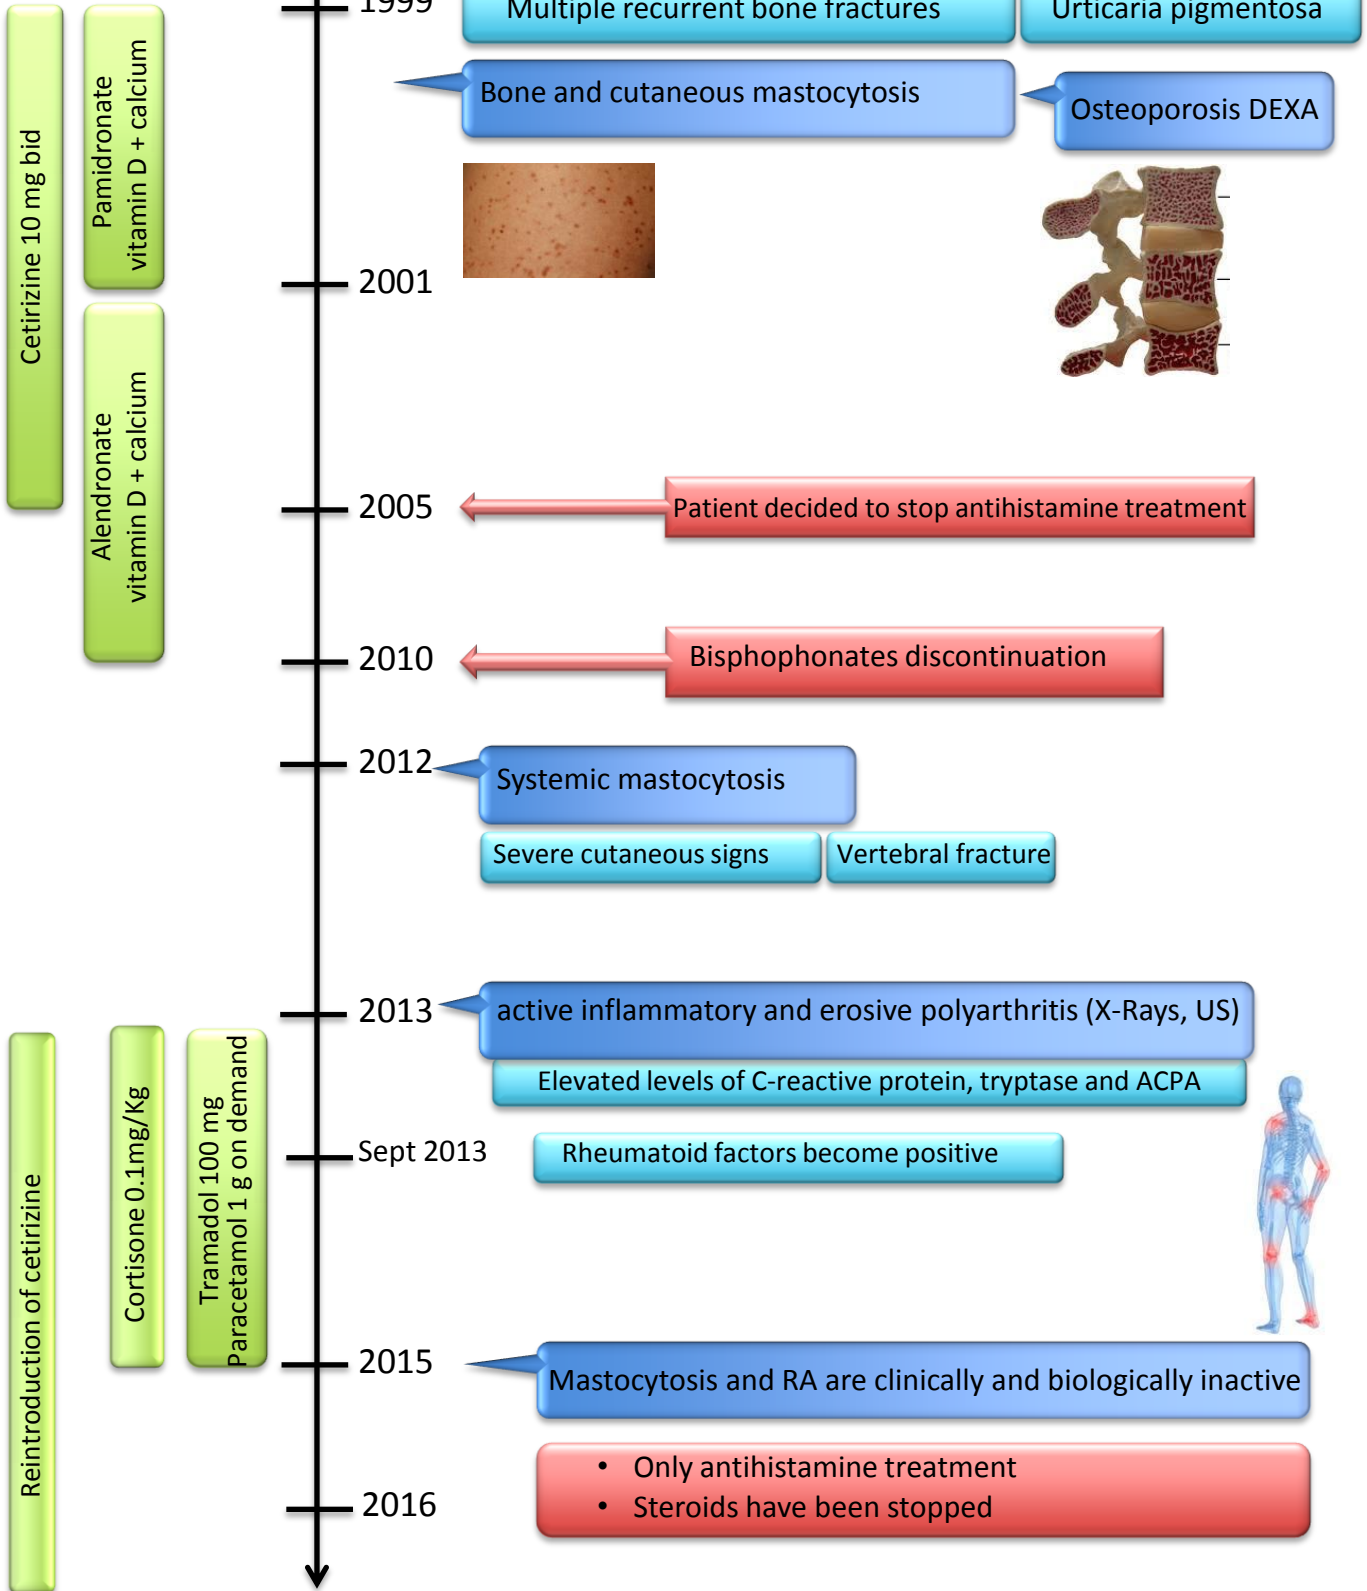 1999
Multiple recurrent bone fractures
Urticaria pigmentosa
Cetirizine 10 mg bid
Pamidronate
vitamin D + calcium
Bone and cutaneous mastocytosis
Osteoporosis DEXA
2001
Alendronate
vitamin D + calcium
2005
Patient decided to stop antihistamine treatment
2010
Bisphophonates discontinuation
2012
Systemic mastocytosis
Severe cutaneous signs
Vertebral fracture
2013
active inflammatory and erosive polyarthritis (X-Rays, US)
Elevated levels of C-reactive protein, tryptase and ACPA
Reintroduction of cetirizine
Cortisone 0.1mg/Kg
Tramadol 100 mg
Paracetamol 1 g on demand
Sept 2013
Rheumatoid factors become positive
2015
Mastocytosis and RA are clinically and biologically inactive
• Only antihistamine treatment
• Steroids have been stopped
2016